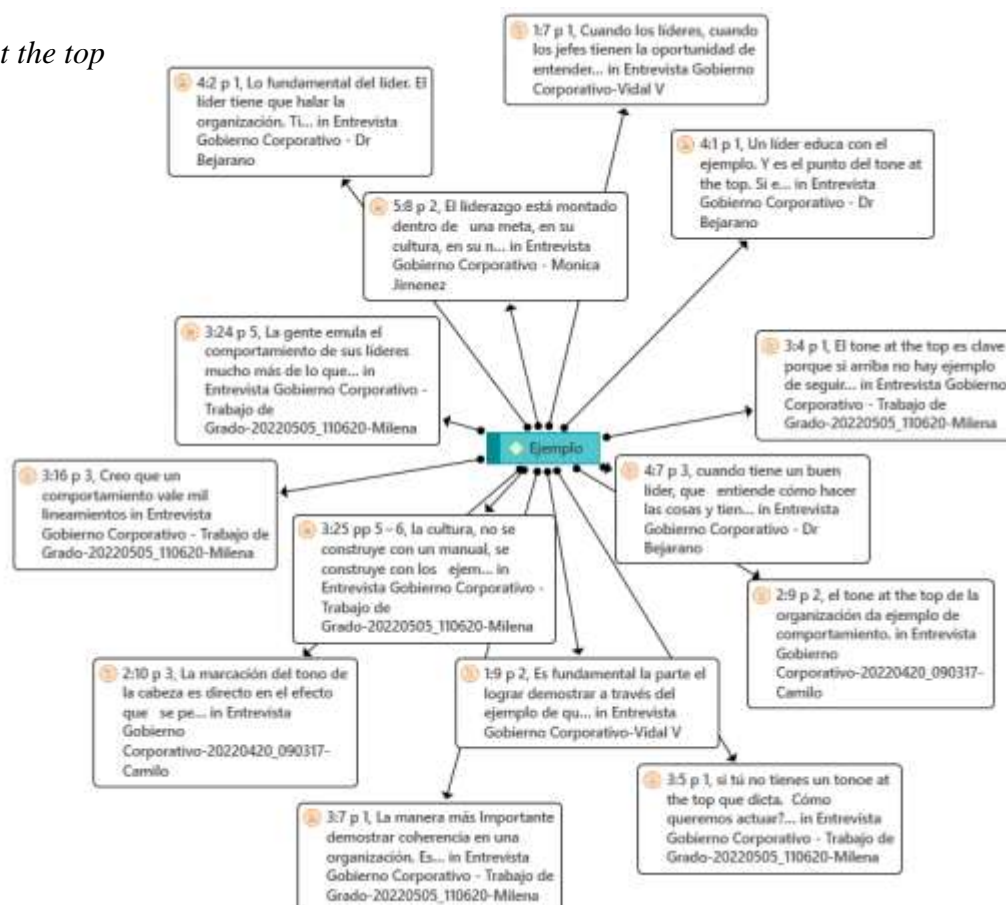 t the top
1:7 p 1, Cuando los líderes, cuando
los jefes tienen la oportunidad de
entender... in Entrevista Gobierno
Corporativo-Vidal V
4:2 p 1, Lo fundamental del líder. El
líder tiene que halar la
organización. Ti... in Entrevista
Gobierno Corporativo - Dr
Bejarano
4:1 p 1, Un líder educa con el
ejemplo. Y es el punto del tone at
the top. Si e... in Entrevista
Gobierno Corporativo - Dr
Bejarano
5:8 p 2, El liderazgo está montado
dentro de una meta, en su
cultura, en su n... in Entrevista
Gobierno Corporativo - Monica
Jimenez
3:24 p 5, La gente emula el
comportamiento de sus líderes
mucho más de lo que... in
Entrevista Gobierno Corporativo -
Trabajo de
Grado-20220505_110620-Milena
3:4 p 1, El tone at the top es clave
porque si arriba no hay ejemplo
de seguir... in Entrevista Gobierno
Corporativo - Trabajo de
Grado-20220505_110620-Milena
Ejemplo
3:16 p 3, Creo que un
comportamiento vale mil
lineamientos in Entrevista
Gobierno Corporativo - Trabajo de
Grado-20220505_110620-Milena
4:7 p 3, cuando tiene un buen
líder, que entiende cómo hacer
las cosas y tien... in Entrevista
Gobierno Corporativo - Dr
Bejarano
3:25 pp 5 – 6, la cultura, no se
construye con un manual, se
construye con los ejem... in
Entrevista Gobierno Corporativo -
Trabajo de
Grado-20220505_110620-Milena
2:9 p 2, el tone at the top de la
organización da ejemplo de
comportamiento. in Entrevista
Gobierno
Corporativo-20220420_090317-
Camilo
2:10 p 3, La marcación del tono de
la cabeza es directo en el efecto
que se pe... in Entrevista
Gobierno
Corporativo-20220420_090317-
Camilo
1:9 p 2, Es fundamental la parte el
lograr demostrar a través del
ejemplo de qu... in Entrevista
Gobierno Corporativo-Vidal V
3:5 p 1, si tú no tienes un tonoe at
the top que dicta. Cómo
queremos actuar?... in Entrevista
Gobierno Corporativo - Trabajo de
Grado-20220505_110620-Milena
3:7 p 1, La manera más Importante
demostrar coherencia en una
organización. Es... in Entrevista
Gobierno Corporativo - Trabajo de
Grado-20220505_110620-Milena